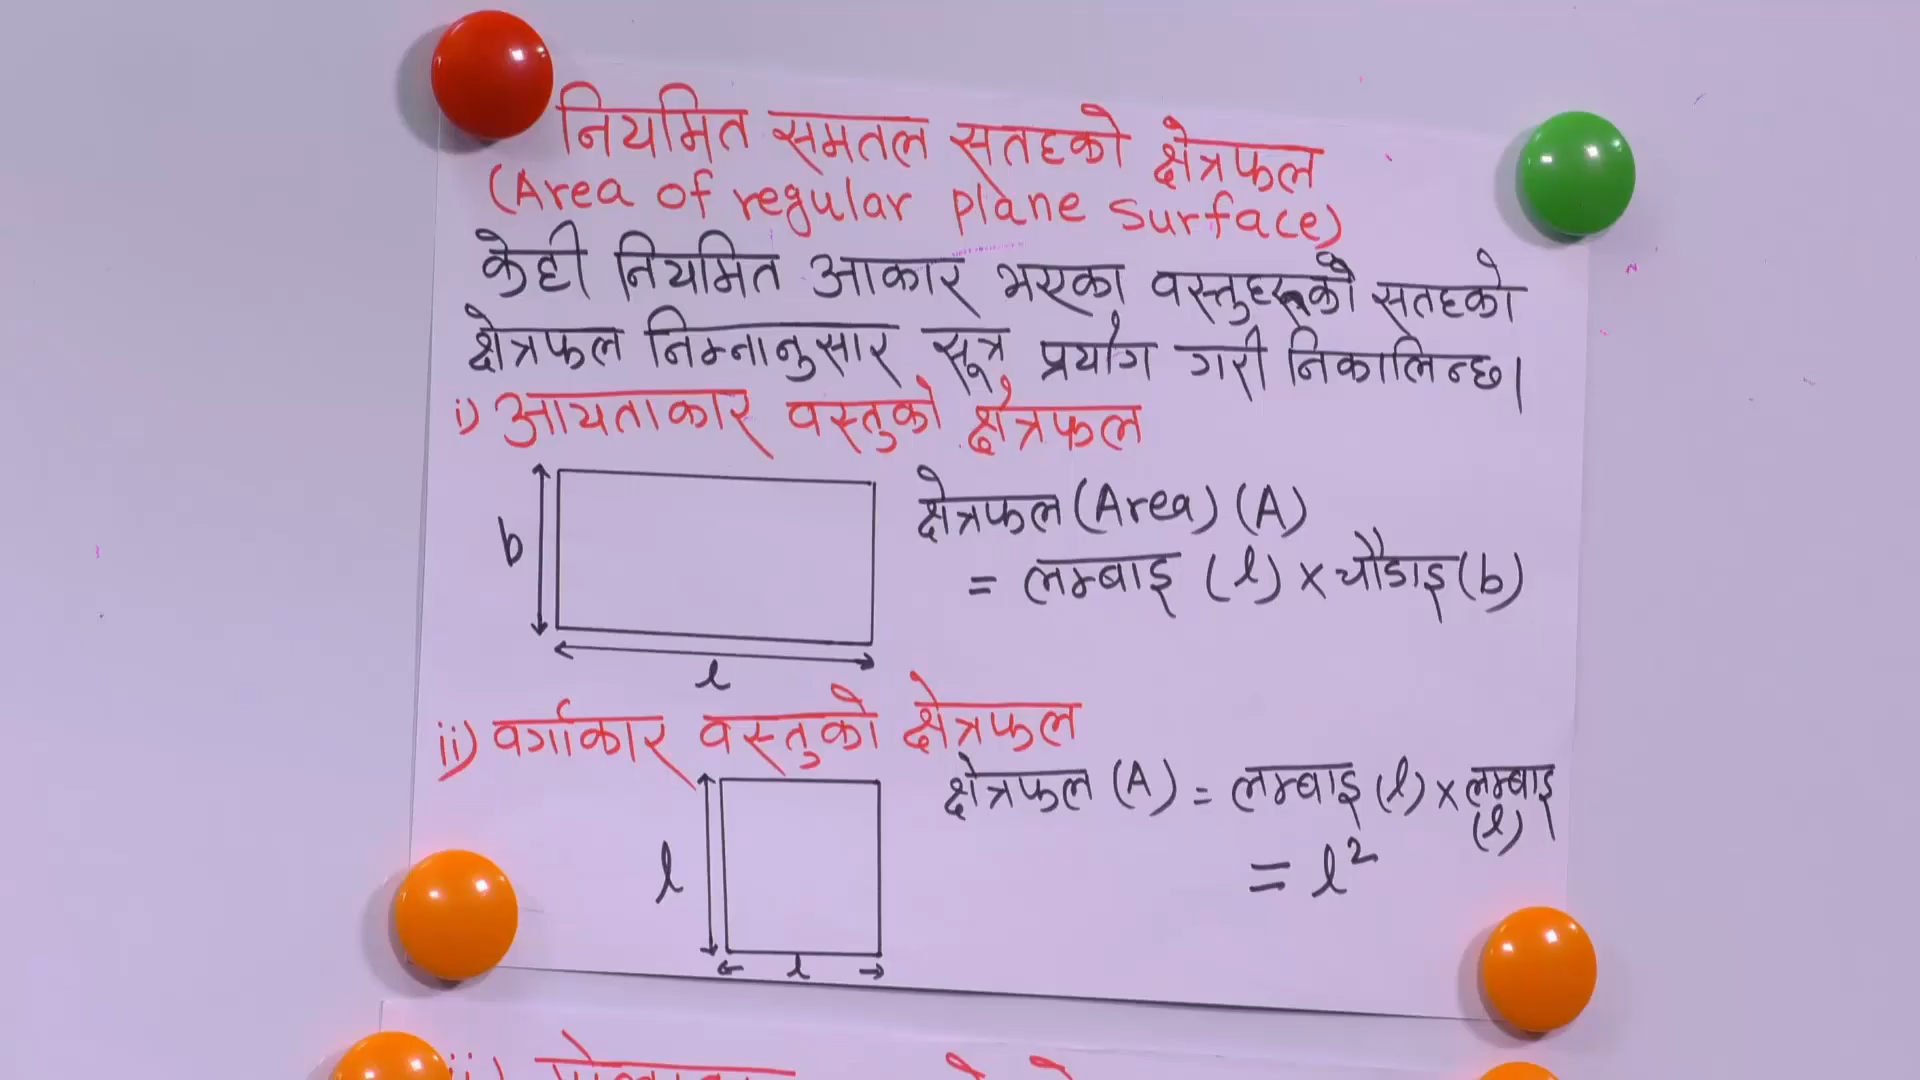 नियमित समतल सतहको क्षेत्रफल
(Area of regular plane surface)
केही नियमित आकार भएका वस्तुहरूको सतहको
क्षेत्रफल निम्नानुसार सूत्र प्रयोग गरी निकालिन्छ।
i) आयताकार वस्तुको क्षेत्रफल
b
l
क्षेत्रफल (Area) (A)
= लम्बाइ (l) × चौडाइ (b)
ii) वर्गाकार वस्तुको क्षेत्रफल
l
l
क्षेत्रफल (A) = लम्बाइ (l) × लम्बाइ
(l)
= l²